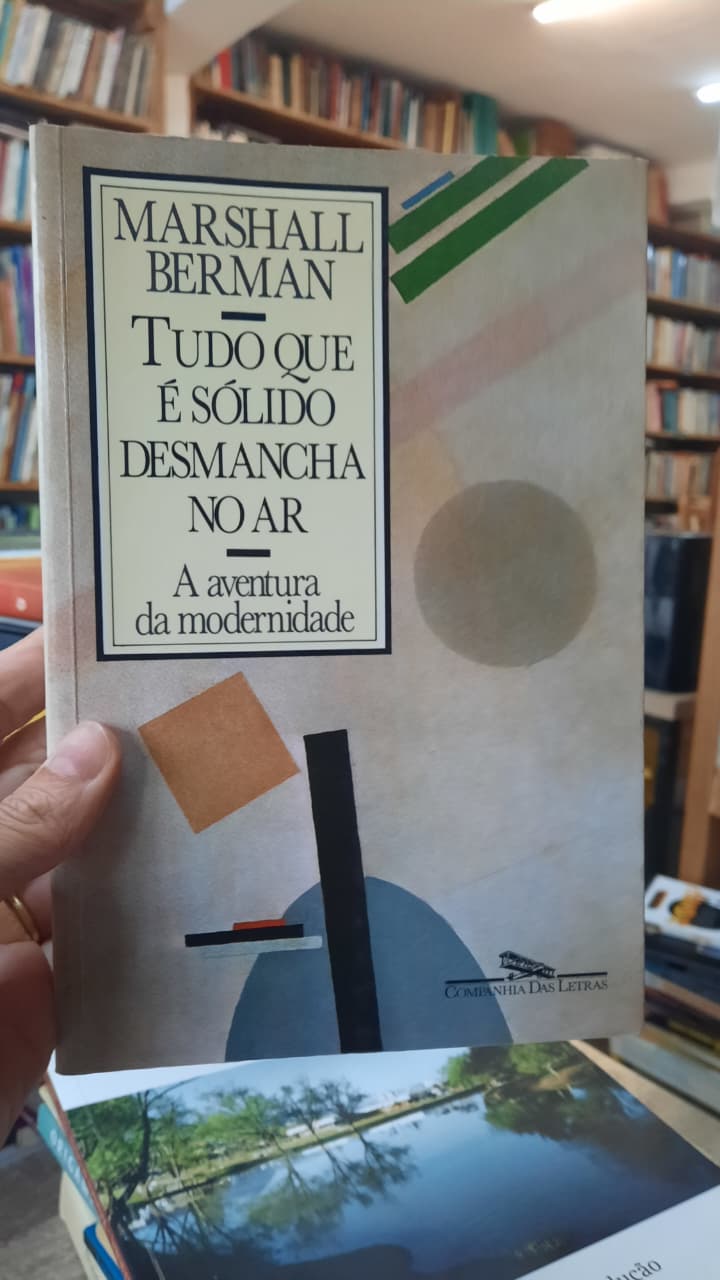 MARSHALL
BERMAN
TUDO QUE
É SÓLIDO
DESMANCHA
NO AR
A aventura
da modernidade
COMPANHIA DAS LETRAS